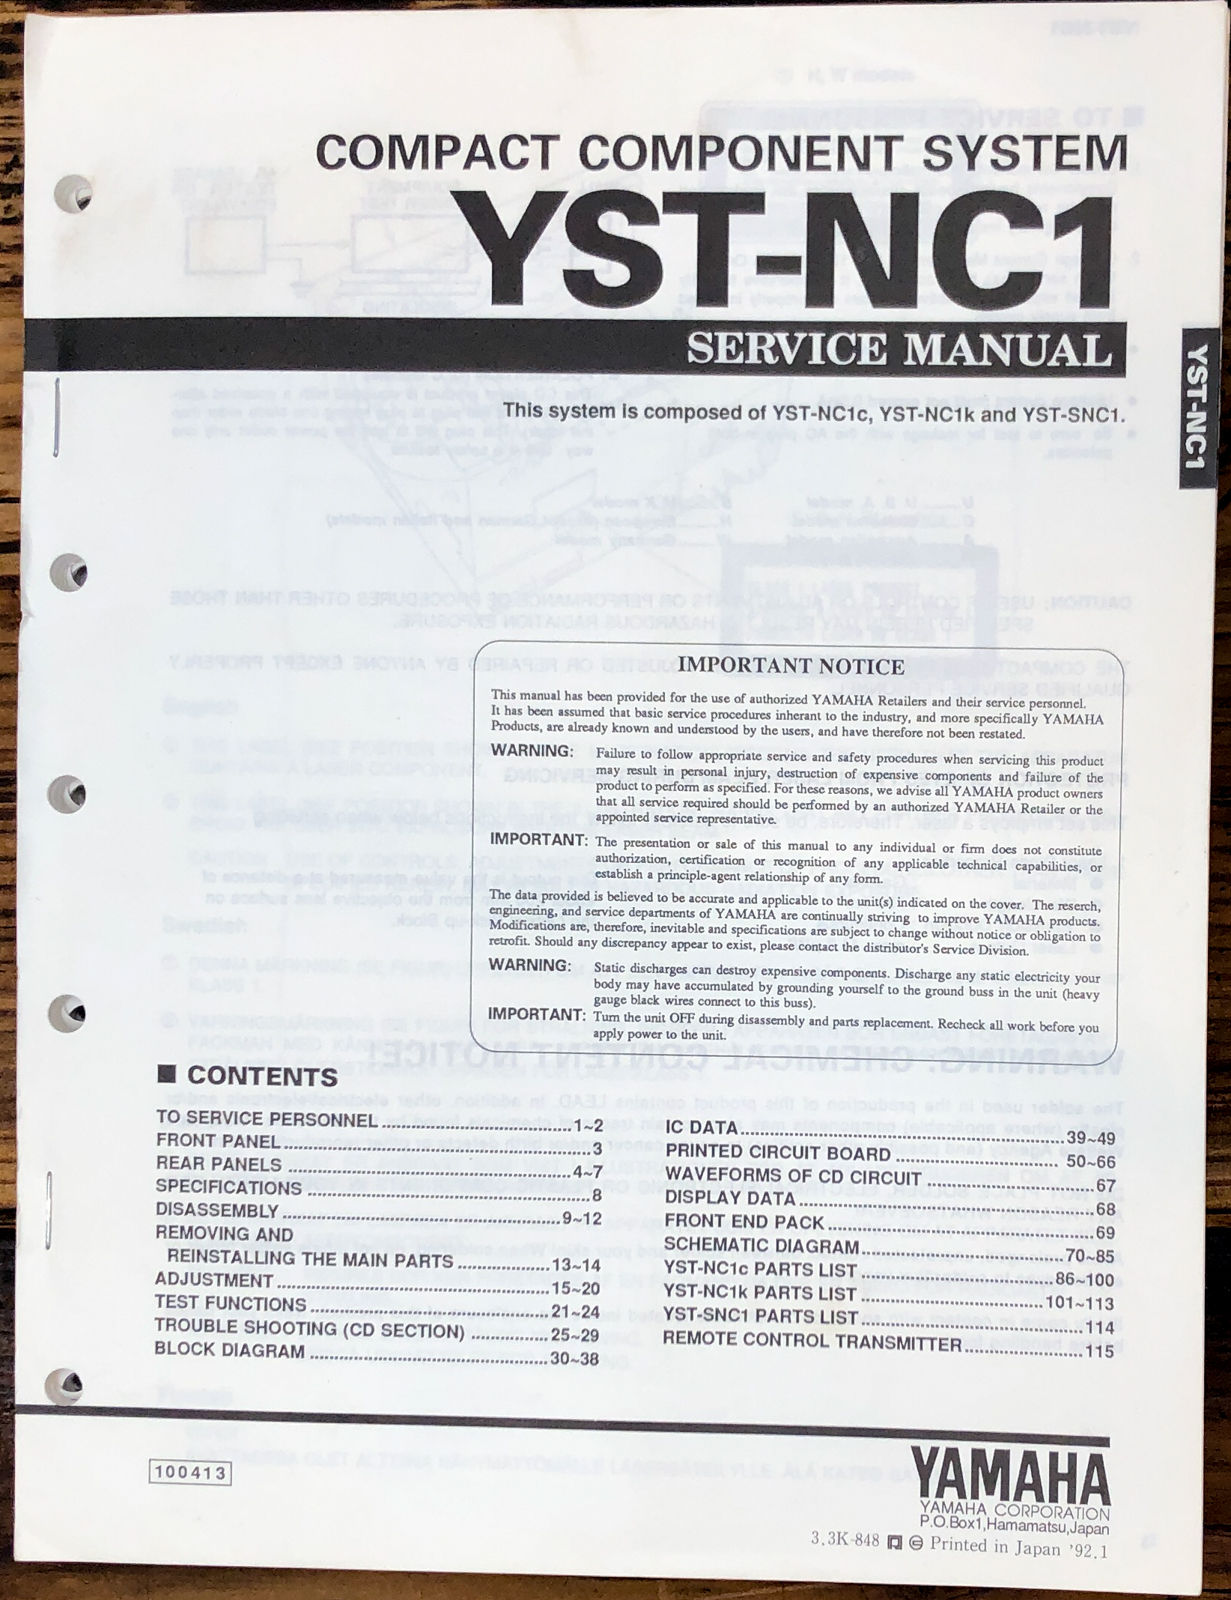 COMPACT COMPONENT SYSTEM
YST-NC1
SERVICE MANUAL
YST-NC1
This system is composed of YST-NC1c, YST-NC1k and YST-SNC1.
IMPORTANT NOTICE
This manual has been provided for the use of authorized YAMAHA Retailers and their service personnel.
It has been assumed that basic service procedures inherant to the industry, and more specifically YAMAHA
Products, are already known and understood by the users, and have therefore not been restated.
WARNING: Failure to follow appropriate service and safety procedures when servicing this product
may result in personal injury, destruction of expensive components and failure of the
product to perform as specified. For these reasons, we advise all YAMAHA product owners
that all service required should be performed by an authorized YAMAHA Retailer or the
appointed service representative.
IMPORTANT: The presentation or sale of this manual to any individual or firm does not constitute
authorization, certification or recognition of any applicable technical capabilities, or
establish a principle-agent relationship of any form.
The data provided is believed to be accurate and applicable to the unit(s) indicated on the cover. The reserch,
engineering, and service departments of YAMAHA are continually striving to improve YAMAHA products.
Modifications are, therefore, inevitable and specifications are subject to change without notice or obligation to
retrofit. Should any discrepancy appear to exist, please contact the distributor's Service Division.
WARNING: Static discharges can destroy expensive components. Discharge any static electricity your
body may have accumulated by grounding yourself to the ground buss in the unit (heavy
gauge black wires connect to this buss).
IMPORTANT: Turn the unit OFF during disassembly and parts replacement. Recheck all work before you
apply power to the unit.
■ CONTENTS
TO SERVICE PERSONNEL ........ 1~2
FRONT PANEL ........ 3
REAR PANELS ........ 4~7
SPECIFICATIONS ........ 8
DISASSEMBLY ........ 9~12
REMOVING AND
REINSTALLING THE MAIN PARTS ........ 13~14
ADJUSTMENT ........ 15~20
TEST FUNCTIONS ........ 21~24
TROUBLE SHOOTING (CD SECTION) ........ 25~29
BLOCK DIAGRAM ........ 30~38
IC DATA ........ 39~49
PRINTED CIRCUIT BOARD ........ 50~66
WAVEFORMS OF CD CIRCUIT ........ 67
DISPLAY DATA ........ 68
FRONT END PACK ........ 69
SCHEMATIC DIAGRAM ........ 70~85
YST-NC1c PARTS LIST ........ 86~100
YST-NC1k PARTS LIST ........ 101~113
YST-SNC1 PARTS LIST ........ 114
REMOTE CONTROL TRANSMITTER ........ 115
100413
YAMAHA
YAMAHA CORPORATION
P.O.Box1,Hamamatsu,Japan
3.3K-848 Printed in Japan '92.1